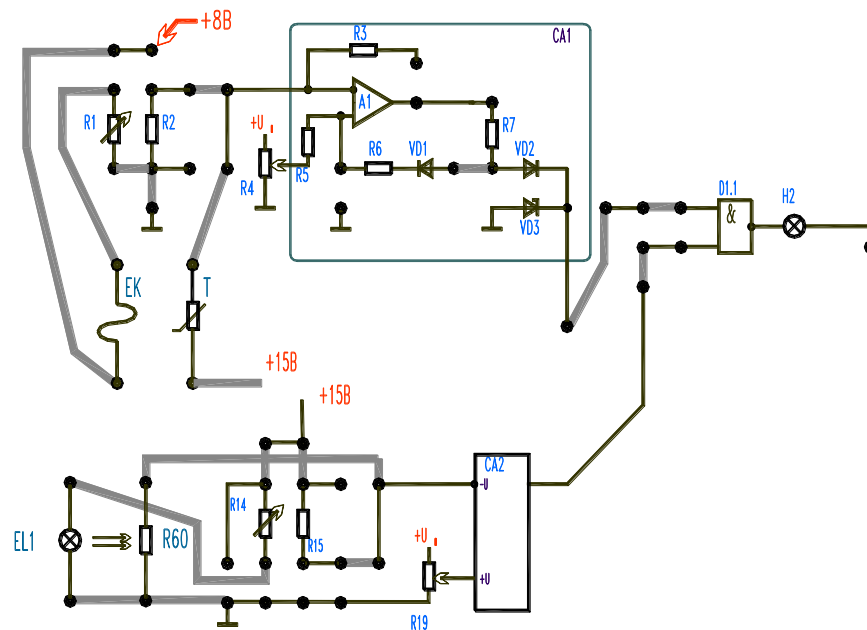 +8В
R3
CA1
R1
R2
+U
A1
R7
R4
R5
R6
VD1
VD2
VD3
D1.1
&
H2
EK
T
+15В
+15В
CA2
-U
EL1
R60
R14
R15
+U
+U
R19